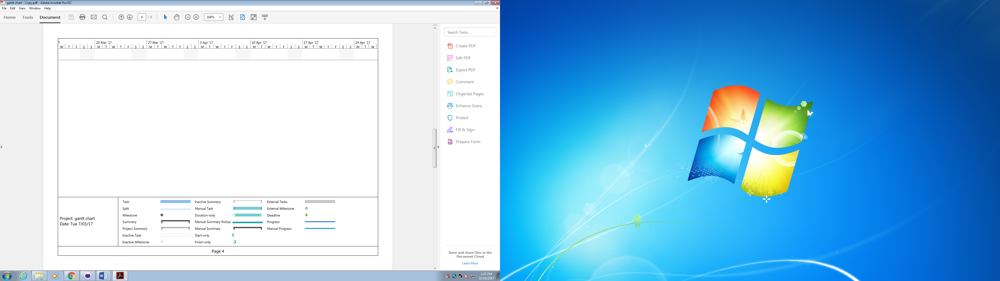 gantt chart - Copy.pdf - Adobe Acrobat Pro DC
File Edit View Window Help
Home Tools Document 4 / 6 104%
Search Tools...
Create PDF
Edit PDF
Export PDF
Comment
Organize Pages
Enhance Scans
Protect
Fill & Sign
Prepare Form
Store and share files in the
Document Cloud
Learn More
7 20 Mar '17 27 Mar '17 3 Apr '17 10 Apr '17 17 Apr '17 24 Apr '17
W T F S S M T W T F S S M T W T F S S M T W T F S S M T W T F S S M T W T F S S M T W
Project: gantt chart
Date: Tue 7/03/17
Task Inactive Summary External Tasks
Split Manual Task External Milestone
Milestone Duration-only Deadline
Summary Manual Summary Rollup Progress
Project Summary Manual Summary Manual Progress
Inactive Task Start-only
Inactive Milestone Finish-only
Page 4
1:27 PM
21/03/2017